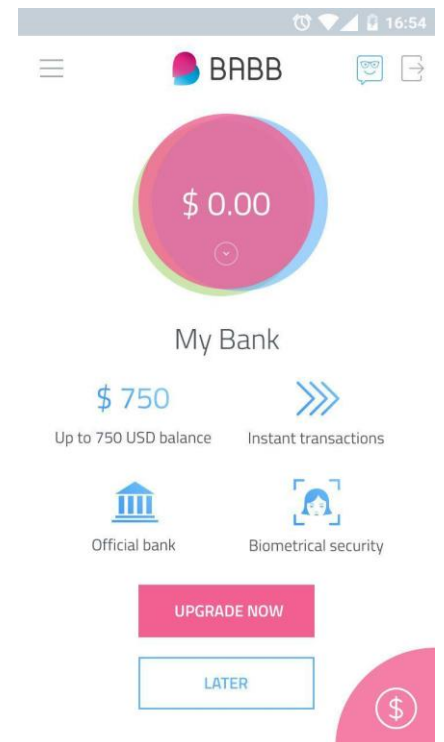 16:54
BABB
$ 0.00
My Bank
$ 750
Up to 750 USD balance
Instant transactions
Official bank
Biometrical security
UPGRADE NOW
LATER
$